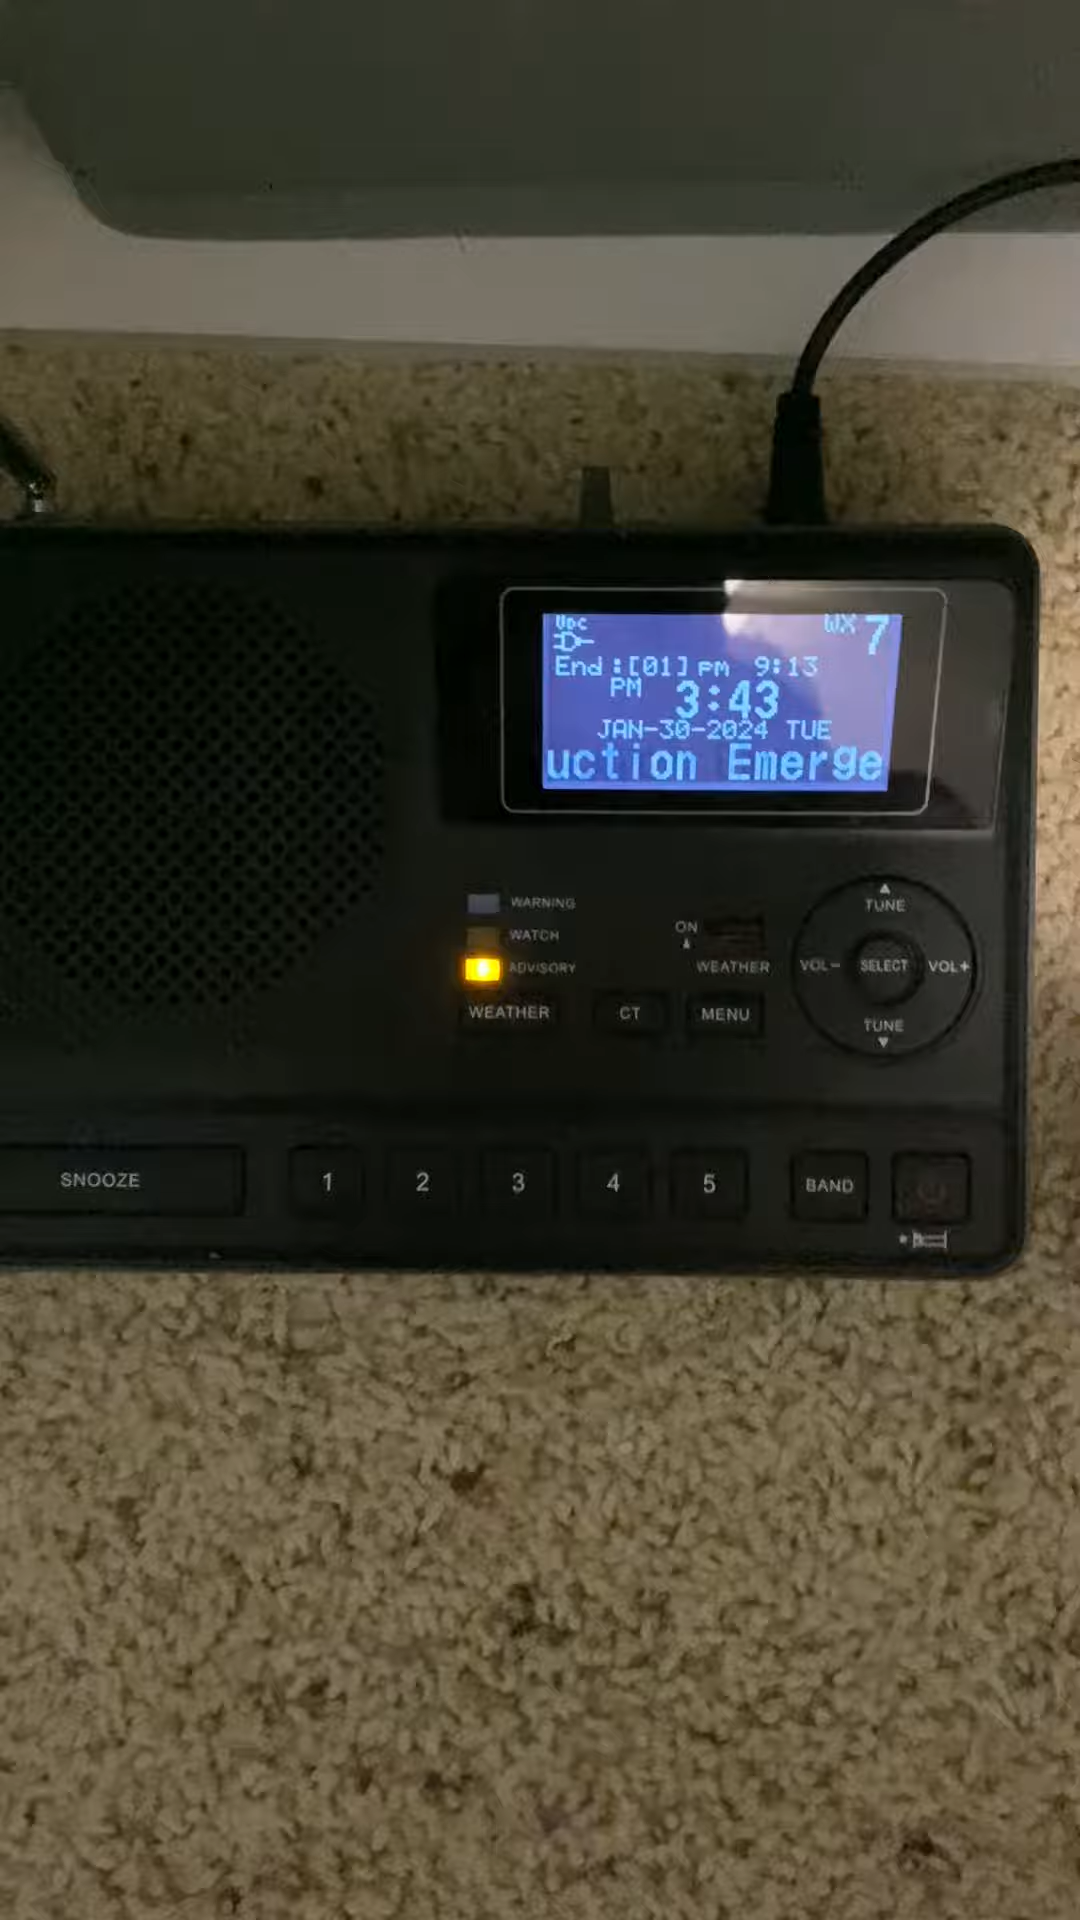 VDC
WX 7
End :[01] PM 9:13
PM 3:43
JAN-30-2024 TUE
uction Emerge
WARNING
WATCH
ADVISORY
WEATHER
ON
WEATHER
CT
MENU
TUNE
VOL-
SELECT
VOL+
TUNE
SNOOZE
1
2
3
4
5
BAND